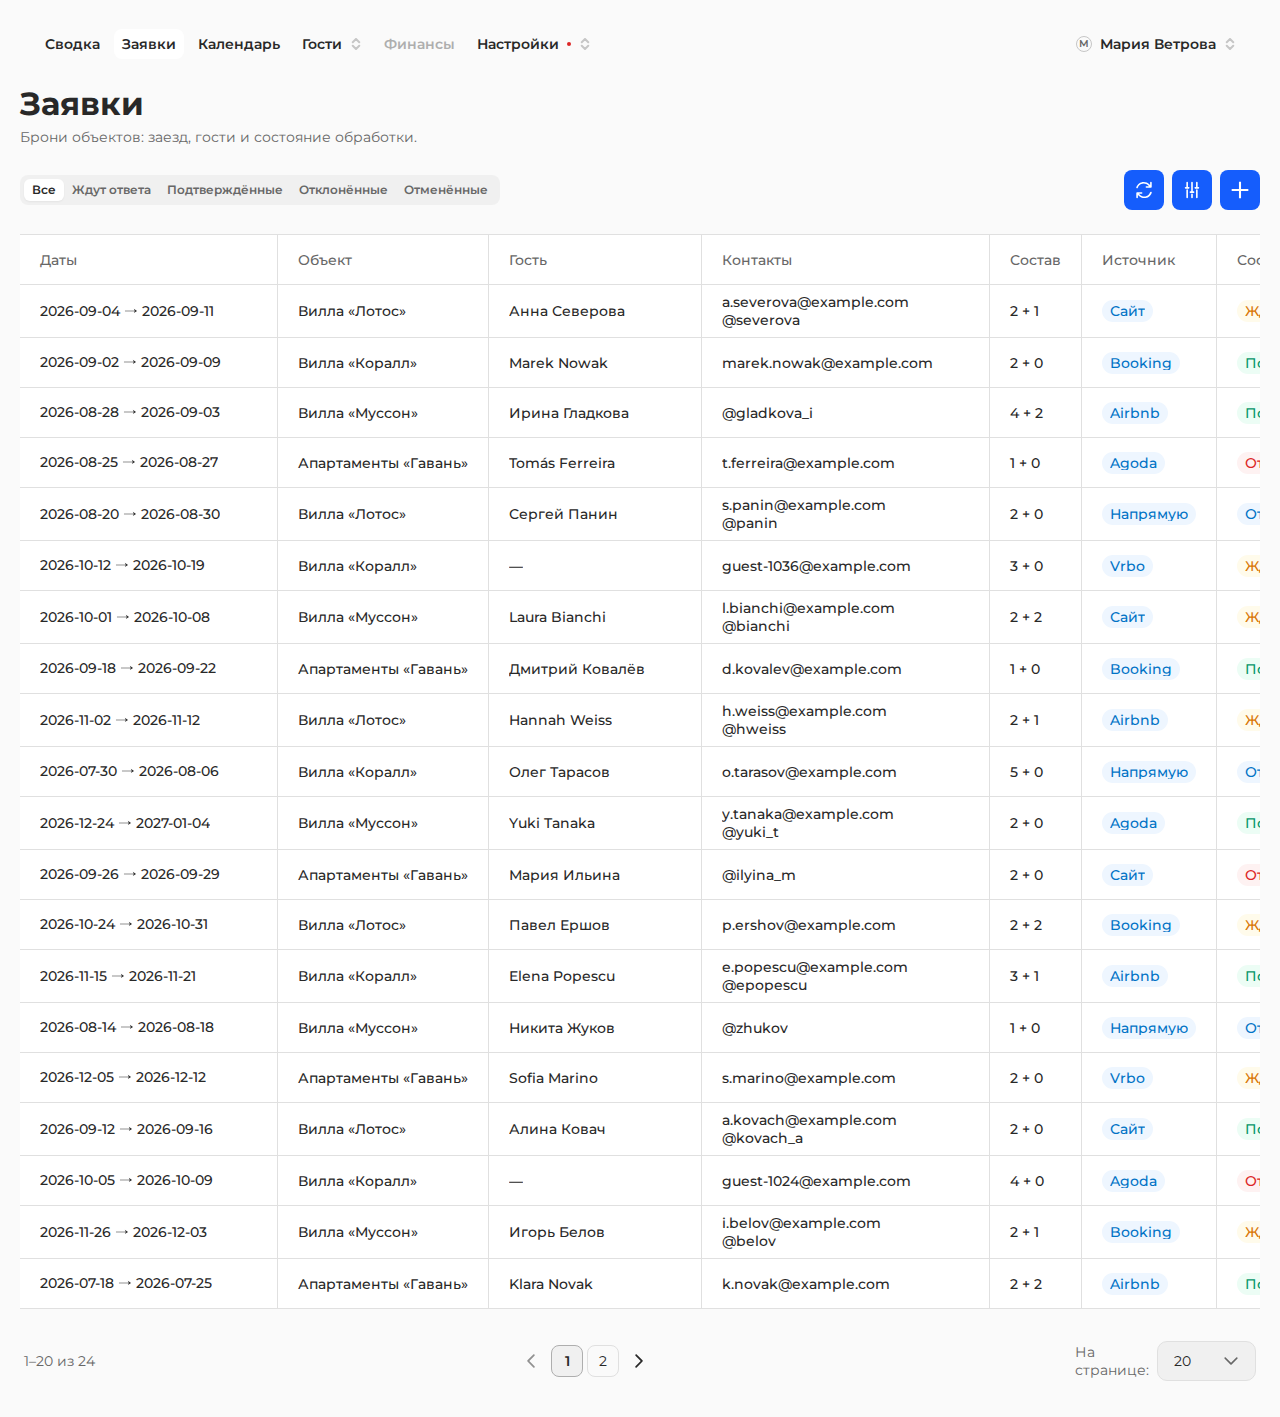 Сводка Заявки Календарь Гости Финансы Настройки М Мария Ветрова
Заявки
Брони объектов: заезд, гости и состояние обработки.
Все Ждут ответа Подтверждённые Отклонённые Отменённые
Даты Объект Гость Контакты Состав Источник Сос
2026-09-04 → 2026-09-11 Вилла «Лотос» Анна Северова a.severova@example.com 2 + 1 Сайт
@severova
2026-09-02 → 2026-09-09 Вилла «Коралл» Marek Nowak marek.nowak@example.com 2 + 0 Booking По
2026-08-28 → 2026-09-03 Вилла «Муссон» Ирина Гладкова @gladkova_i 4 + 2 Airbnb По
2026-08-25 → 2026-08-27 Апартаменты «Гавань» Tomás Ferreira t.ferreira@example.com 1 + 0 Agoda От
2026-08-20 → 2026-08-30 Вилла «Лотос» Сергей Панин s.panin@example.com 2 + 0 Напрямую От
@panin
2026-10-12 → 2026-10-19 Вилла «Коралл» — guest-1036@example.com 3 + 0 Vrbo
2026-10-01 → 2026-10-08 Вилла «Муссон» Laura Bianchi l.bianchi@example.com 2 + 2 Сайт
@bianchi
2026-09-18 → 2026-09-22 Апартаменты «Гавань» Дмитрий Ковалёв d.kovalev@example.com 1 + 0 Booking По
2026-11-02 → 2026-11-12 Вилла «Лотос» Hannah Weiss h.weiss@example.com 2 + 1 Airbnb
@hweiss
2026-07-30 → 2026-08-06 Вилла «Коралл» Олег Тарасов o.tarasov@example.com 5 + 0 Напрямую От
2026-12-24 → 2027-01-04 Вилла «Муссон» Yuki Tanaka y.tanaka@example.com 2 + 0 Agoda По
@yuki_t
2026-09-26 → 2026-09-29 Апартаменты «Гавань» Мария Ильина @ilyina_m 2 + 0 Сайт От
2026-10-24 → 2026-10-31 Вилла «Лотос» Павел Ершов p.ershov@example.com 2 + 2 Booking
2026-11-15 → 2026-11-21 Вилла «Коралл» Elena Popescu e.popescu@example.com 3 + 1 Airbnb По
@epopescu
2026-08-14 → 2026-08-18 Вилла «Муссон» Никита Жуков @zhukov 1 + 0 Напрямую От
2026-12-05 → 2026-12-12 Апартаменты «Гавань» Sofia Marino s.marino@example.com 2 + 0 Vrbo
2026-09-12 → 2026-09-16 Вилла «Лотос» Алина Ковач a.kovach@example.com 2 + 0 Сайт По
@kovach_a
2026-10-05 → 2026-10-09 Вилла «Коралл» — guest-1024@example.com 4 + 0 Agoda От
2026-11-26 → 2026-12-03 Вилла «Муссон» Игорь Белов i.belov@example.com 2 + 1 Booking
@belov
2026-07-18 → 2026-07-25 Апартаменты «Гавань» Klara Novak k.novak@example.com 2 + 2 Airbnb По
1–20 из 24 1 2 На странице: 20